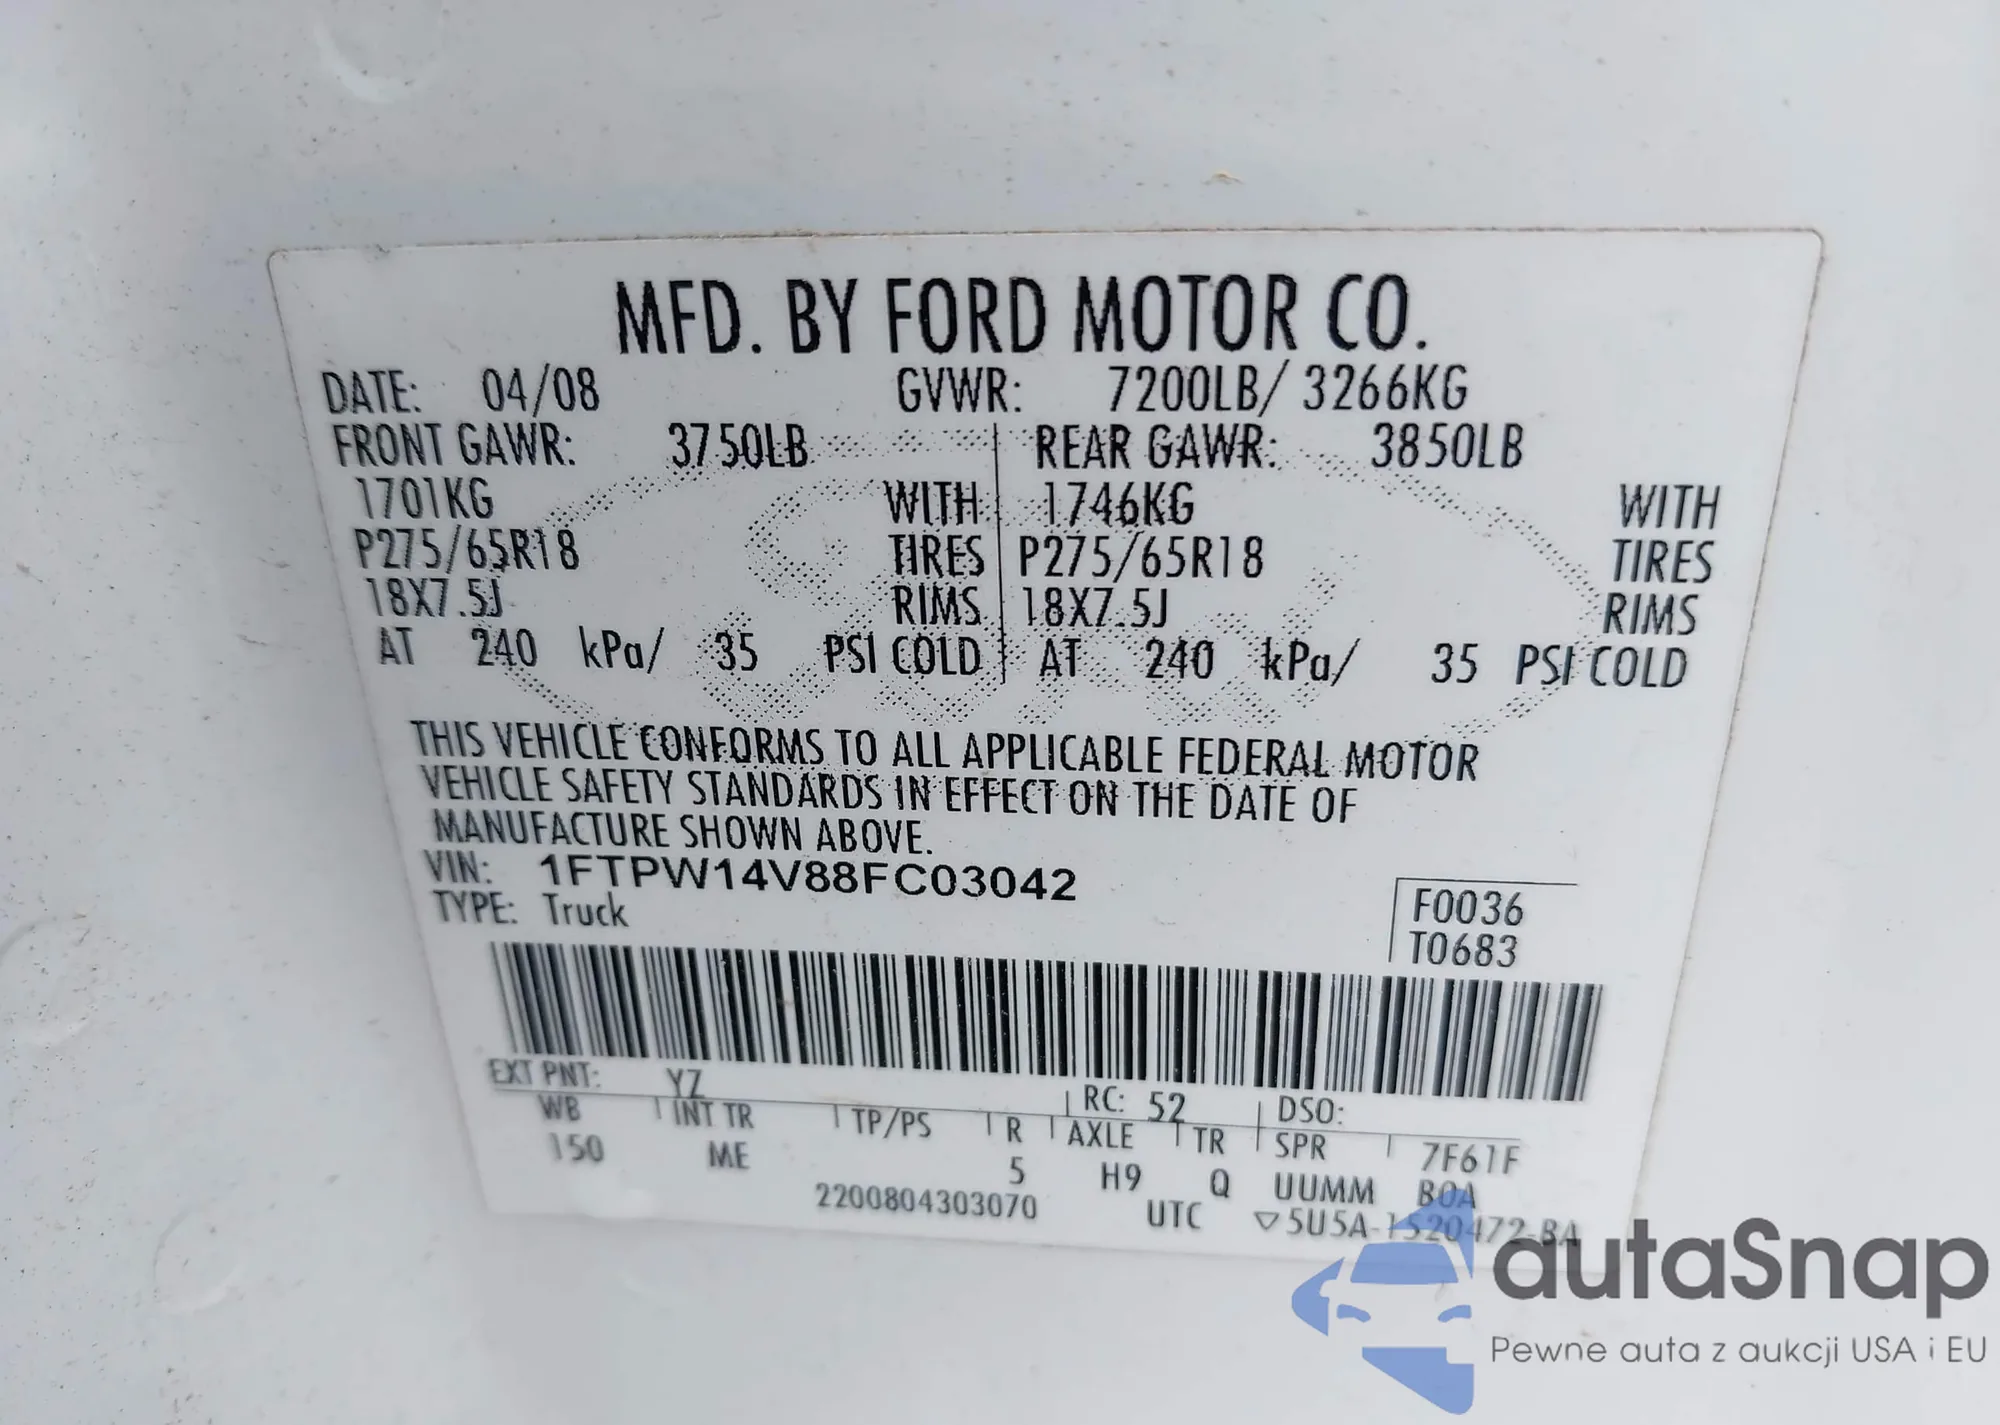 MFD. BY FORD MOTOR CO.
DATE: 04/08 GVWR: 7200LB/ 3266KG
FRONT GAWR: 3750LB REAR GAWR: 3850LB
1701KG WITH 1746KG WITH
P275/65R18 TIRES P275/65R18 TIRES
18X7.5J RIMS 18X7.5J RIMS
AT 240 kPa/ 35 PSI COLD AT 240 kPa/ 35 PSI COLD
THIS VEHICLE CONFORMS TO ALL APPLICABLE FEDERAL MOTOR
VEHICLE SAFETY STANDARDS IN EFFECT ON THE DATE OF
MANUFACTURE SHOWN ABOVE.
VIN: 1FTPW14V88FC03042
TYPE: Truck
F0036
T0683
EXT PNT: YZ RC: 52 DSO:
WB INT TR TP/PS R AXLE TR SPR 7F61F
150 ME 5 H9 Q UUMM BOA
2200804303070 UTC ▽5U5A-1520472-BA
autaSnap
Pewne auta z aukcji USA i EU